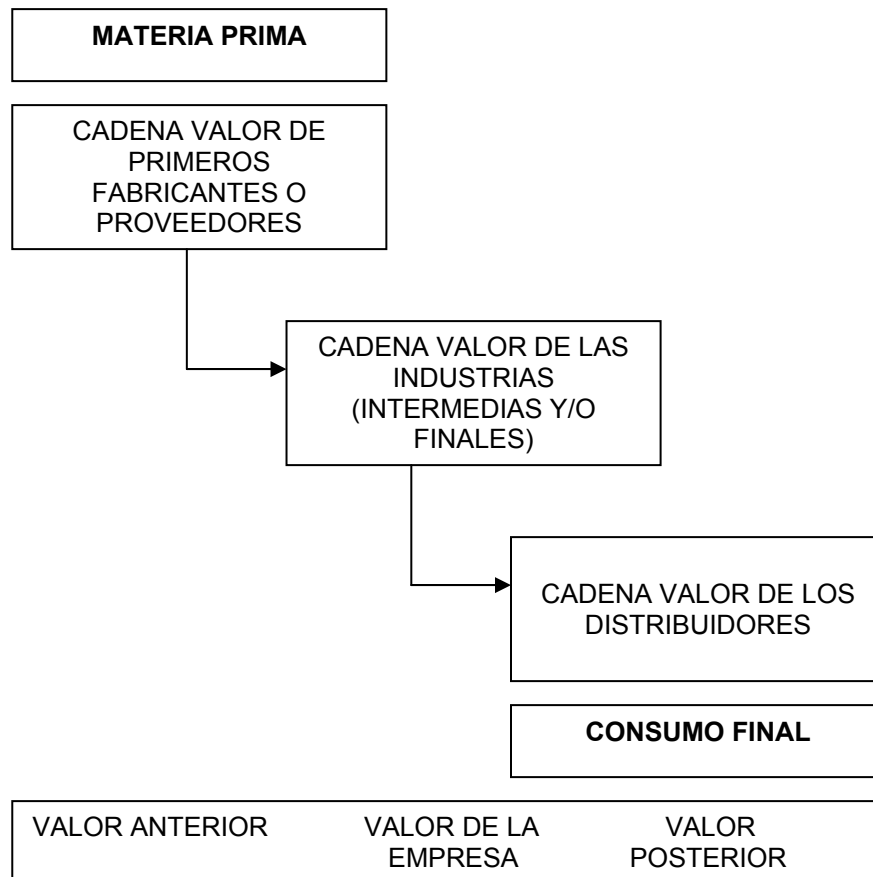 MATERIA PRIMA
CADENA VALOR DE
PRIMEROS
FABRICANTES O
PROVEEDORES
CADENA VALOR DE LAS
INDUSTRIAS
(INTERMEDIAS Y/O
FINALES)
CADENA VALOR DE LOS
DISTRIBUIDORES
CONSUMO FINAL
VALOR ANTERIOR
VALOR DE LA
EMPRESA
VALOR
POSTERIOR